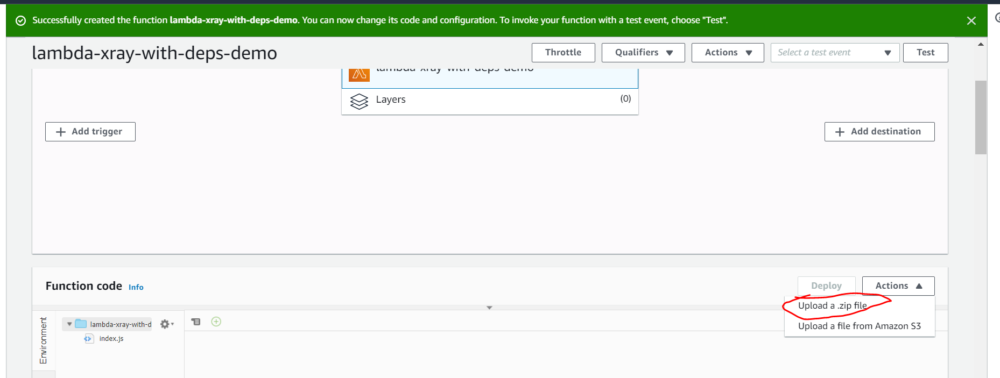 Successfully created the function lambda-xray-with-deps-demo. You can now change its code and configuration. To invoke your function with a test event, choose "Test".
lambda-xray-with-deps-demo
Throttle
Qualifiers
Actions
Select a test event
Test
lambda-xray-with-deps-demo
Layers
(0)
Add trigger
Add destination
Function code
Info
Deploy
Actions
Upload a .zip file
Upload a file from Amazon S3
Environment
lambda-xray-with-d
index.js